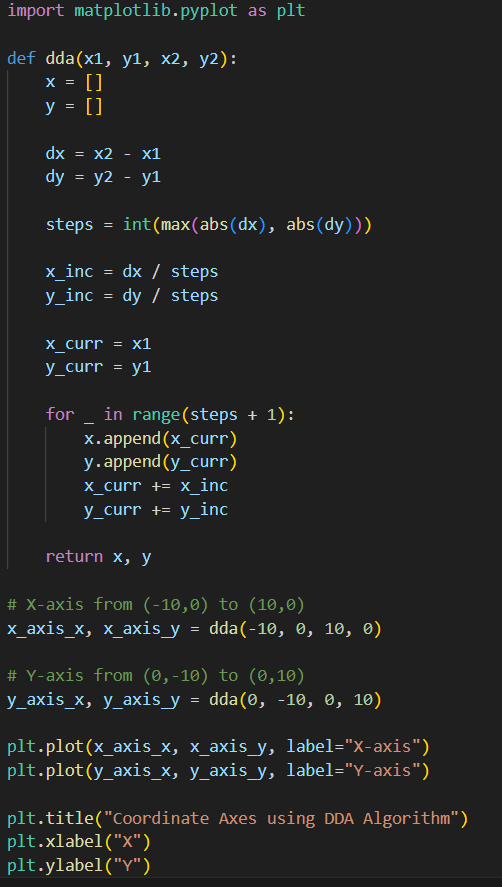 import matplotlib.pyplot as plt
def dda(x1, y1, x2, y2):
x = []
y = []
dx = x2 - x1
dy = y2 - y1
steps = int(max(abs(dx), abs(dy)))
x_inc = dx / steps
y_inc = dy / steps
x_curr = x1
y_curr = y1
for _ in range(steps + 1):
x.append(x_curr)
y.append(y_curr)
x_curr += x_inc
y_curr += y_inc
return x, y
# X-axis from (-10,0) to (10,0)
x_axis_x, x_axis_y = dda(-10, 0, 10, 0)
# Y-axis from (0,-10) to (0,10)
y_axis_x, y_axis_y = dda(0, -10, 0, 10)
plt.plot(x_axis_x, x_axis_y, label="X-axis")
plt.plot(y_axis_x, y_axis_y, label="Y-axis")
plt.title("Coordinate Axes using DDA Algorithm")
plt.xlabel("X")
plt.ylabel("Y")